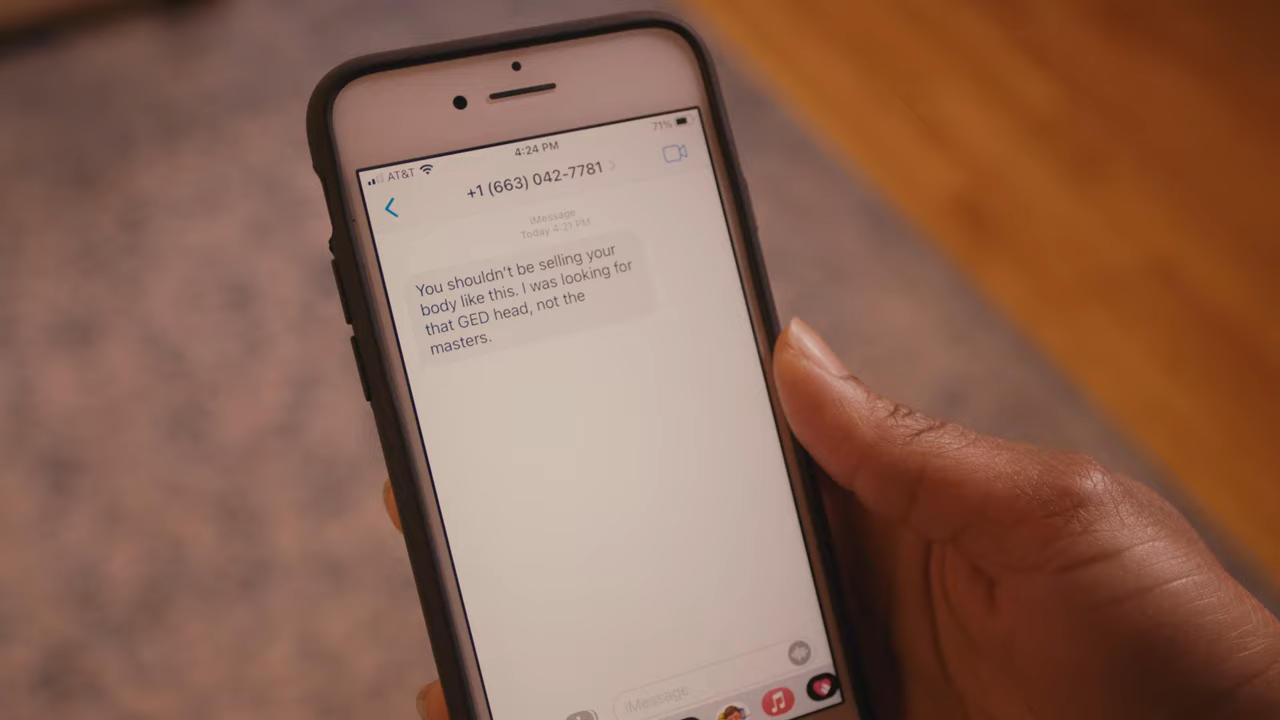 4:24 PM
71%
AT&T
+1 (663) 042-7781
iMessage
Today 4:21 PM
You shouldn't be selling your
body like this. I was looking for
that GED head, not the
masters.
iMessage